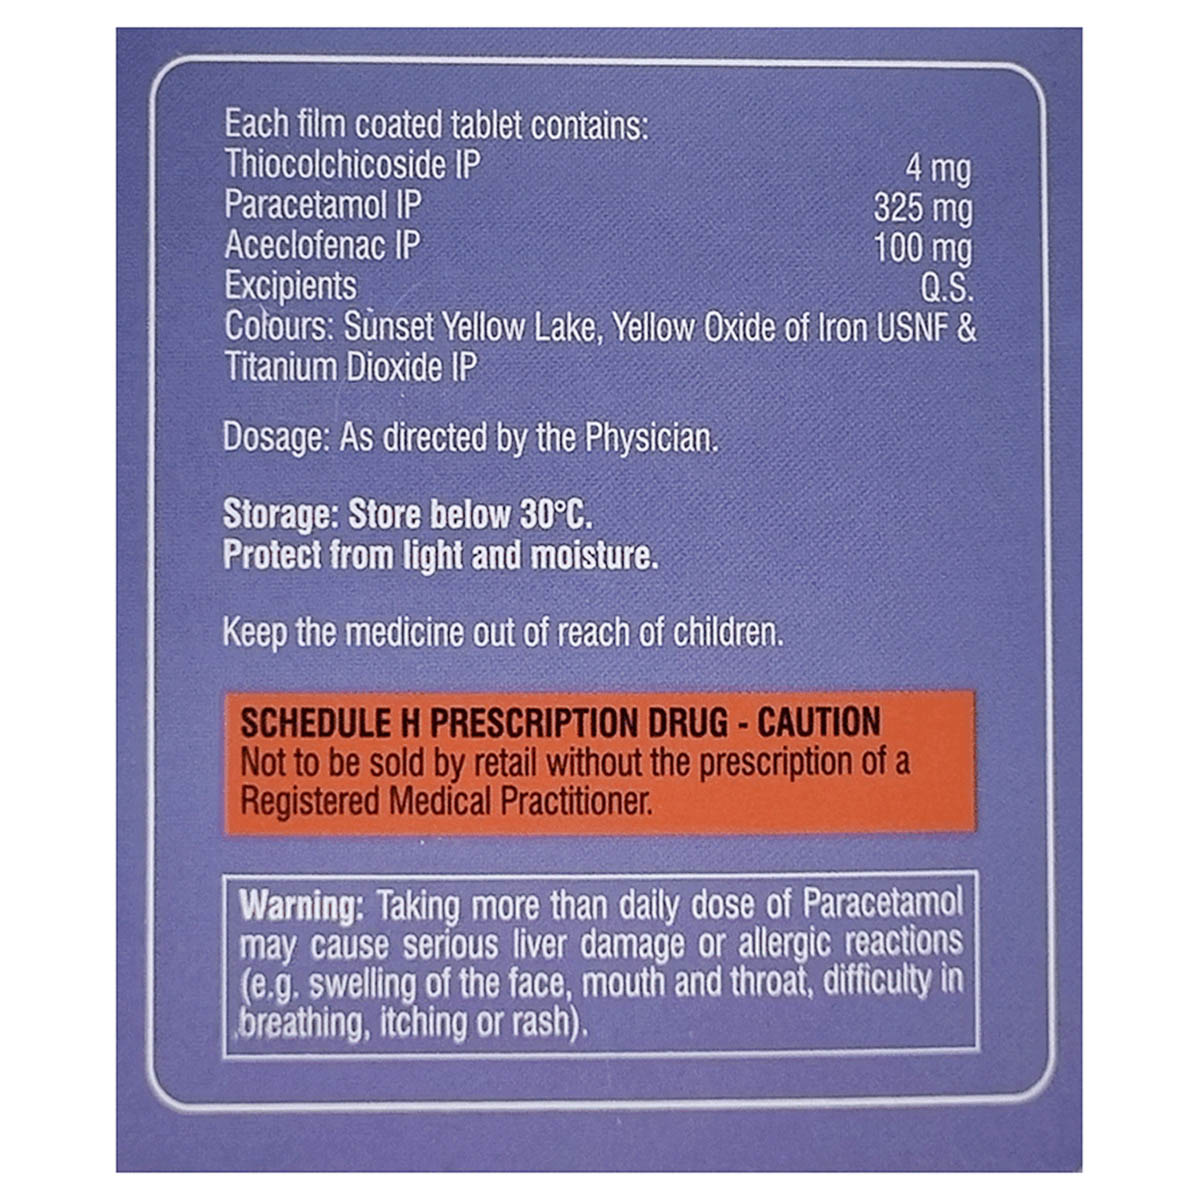 Each film coated tablet contains:
Thiocolchicoside IP 4 mg
Paracetamol IP 325 mg
Aceclofenac IP 100 mg
Excipients Q.S.
Colours: Sunset Yellow Lake, Yellow Oxide of Iron USNF &
Titanium Dioxide IP
Dosage: As directed by the Physician.
Storage: Store below 30°C.
Protect from light and moisture.
Keep the medicine out of reach of children.
SCHEDULE H PRESCRIPTION DRUG - CAUTION
Not to be sold by retail without the prescription of a
Registered Medical Practitioner.
Warning: Taking more than daily dose of Paracetamol
may cause serious liver damage or allergic reactions
(e.g. swelling of the face, mouth and throat, difficulty in
breathing, itching or rash).